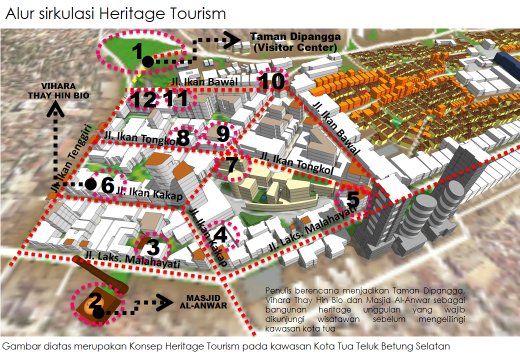 Alur sirkulasi Heritage Tourism
Taman Dipangga
(Visitor Center)
1
Jl. Ikan Bawal
10
VIHARA
THAY HIN BIO
12
11
Jl. Ikan Bawal
Jl. Ikan Tongkol
8
9
Jl. Ikan Tenggiri
7
Jl. Ikan Tongkol
6
Jl. Ikan Kakap
5
Jl. Ikan Kakap
4
Jl. Laks. Malahayati
3
Jl. Laks. Malahayati
2
MASJID
AL-ANWAR
Penulis berencana menjadikan Taman Dipangga,
Vihara Thay Hin Bio dan Masjid Al-Anwar sebagai
bangunan heritage unggulan yang wajib
dikunjungi wisatawan sebelum mengelilingi
kawasan kota tua
Gambar diatas merupakan Konsep Heritage Tourism pada kawasan Kota Tua Teluk Betung Selatan